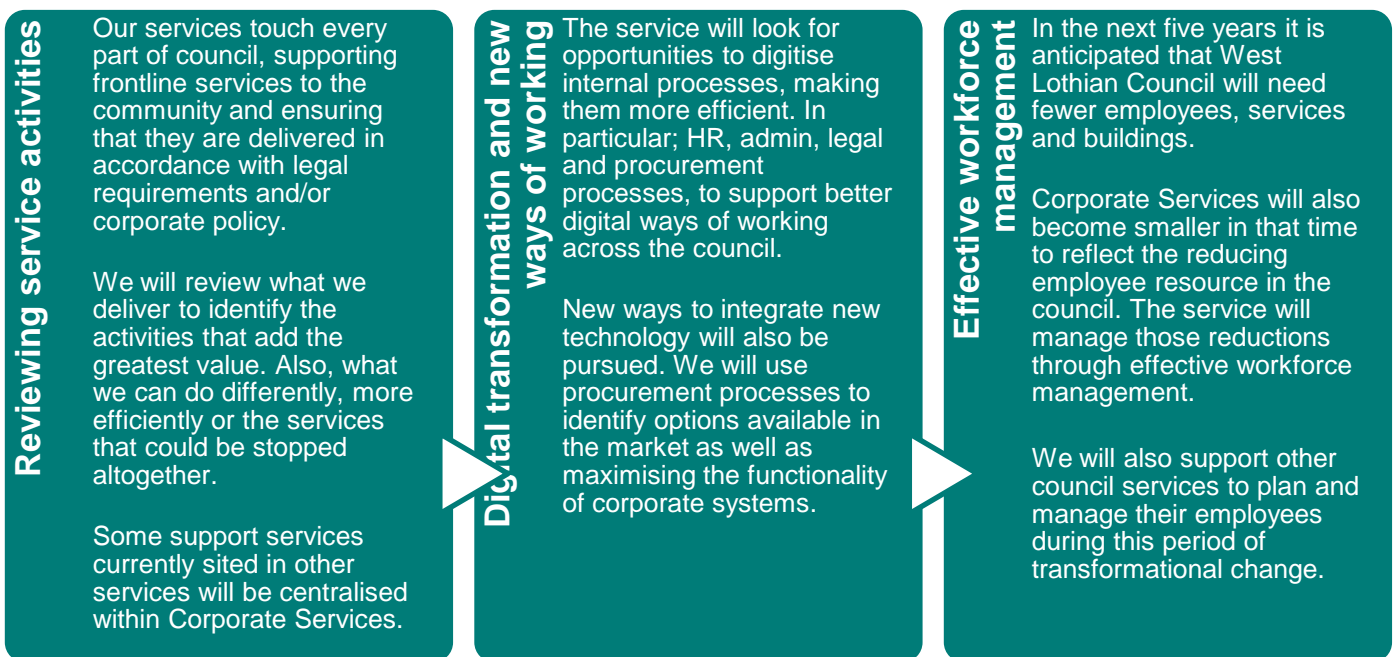 Reviewing service activities
Our services touch every
part of council, supporting
frontline services to the
community and ensuring
that they are delivered in
accordance with legal
requirements and/or
corporate policy.
We will review what we
deliver to identify the
activities that add the
greatest value. Also, what
we can do differently, more
efficiently or the services
that could be stopped
altogether.
Some support services
currently sited in other
services will be centralised
within Corporate Services.
Digital transformation and new
ways of working
The service will look for
opportunities to digitise
internal processes, making
them more efficient. In
particular; HR, admin, legal
and procurement
processes, to support better
digital ways of working
across the council.
New ways to integrate new
technology will also be
pursued. We will use
procurement processes to
identify options available in
the market as well as
maximising the functionality
of corporate systems.
Effective workforce
management
In the next five years it is
anticipated that West
Lothian Council will need
fewer employees, services
and buildings.
Corporate Services will also
become smaller in that time
to reflect the reducing
employee resource in the
council. The service will
manage those reductions
through effective workforce
management.
We will also support other
council services to plan and
manage their employees
during this period of
transformational change.